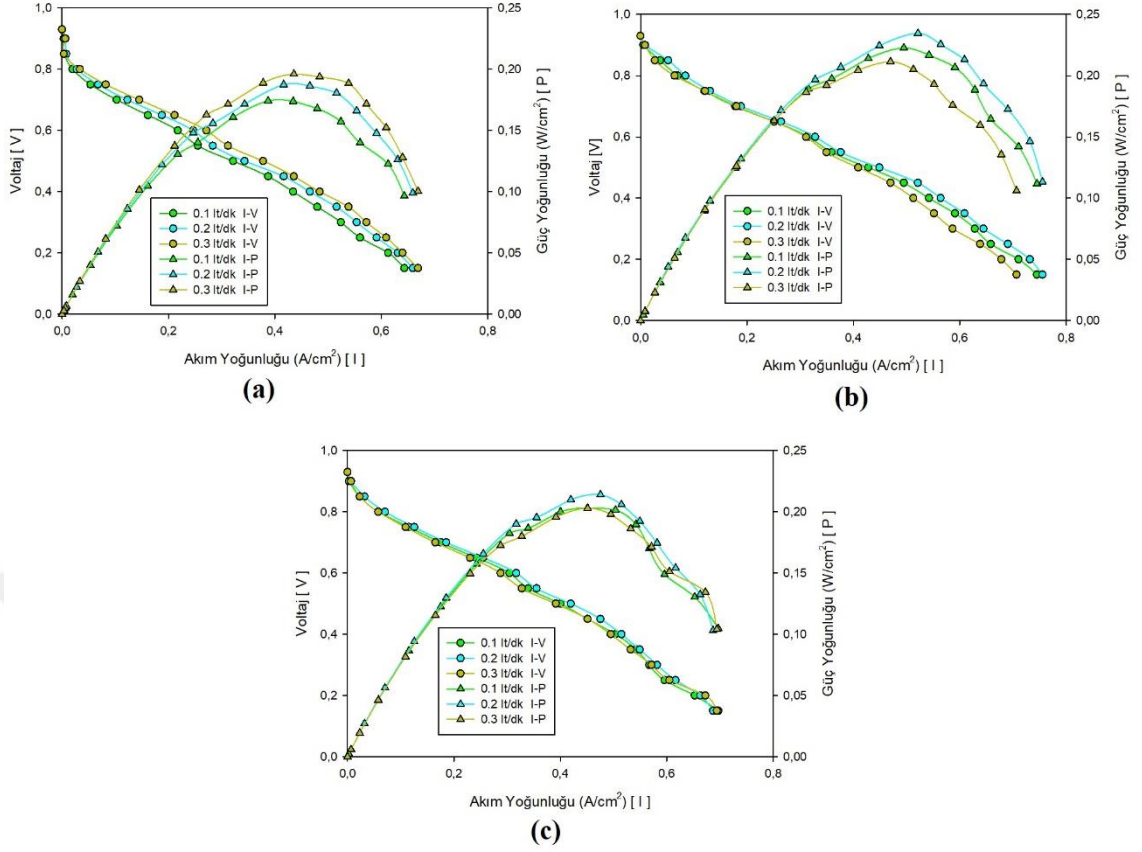 1,0
0,8
0,6
0,4
0,2
0,0
Voltaj [ V ]
0,25
0,20
0,15
0,10
0,05
0,00
Güç Yoğunluğu (W/cm²) [ P ]
0.1 lt/dk I-V
0.2 lt/dk I-V
0.3 lt/dk I-V
0.1 lt/dk I-P
0.2 lt/dk I-P
0.3 lt/dk I-P
0,0 0,2 0,4 0,6 0,8
Akım Yoğunluğu (A/cm²) [ I ]
(a)
1,0
0,8
0,6
0,4
0,2
0,0
Voltaj [ V ]
0,25
0,20
0,15
0,10
0,05
0,00
Güç Yoğunluğu (W/cm²) [ P ]
0.1 lt/dk I-V
0.2 lt/dk I-V
0.3 lt/dk I-V
0.1 lt/dk I-P
0.2 lt/dk I-P
0.3 lt/dk I-P
0,0 0,2 0,4 0,6 0,8
Akım Yoğunluğu (A/cm²) [ I ]
(b)
1,0
0,8
0,6
0,4
0,2
0,0
Voltaj [ V ]
0,25
0,20
0,15
0,10
0,05
0,00
Güç Yoğunluğu (W/cm²) [ P ]
0.1 lt/dk I-V
0.2 lt/dk I-V
0.3 lt/dk I-V
0.1 lt/dk I-P
0.2 lt/dk I-P
0.3 lt/dk I-P
0,0 0,2 0,4 0,6 0,8
Akım Yoğunluğu (A/cm²) [ I ]
(c)